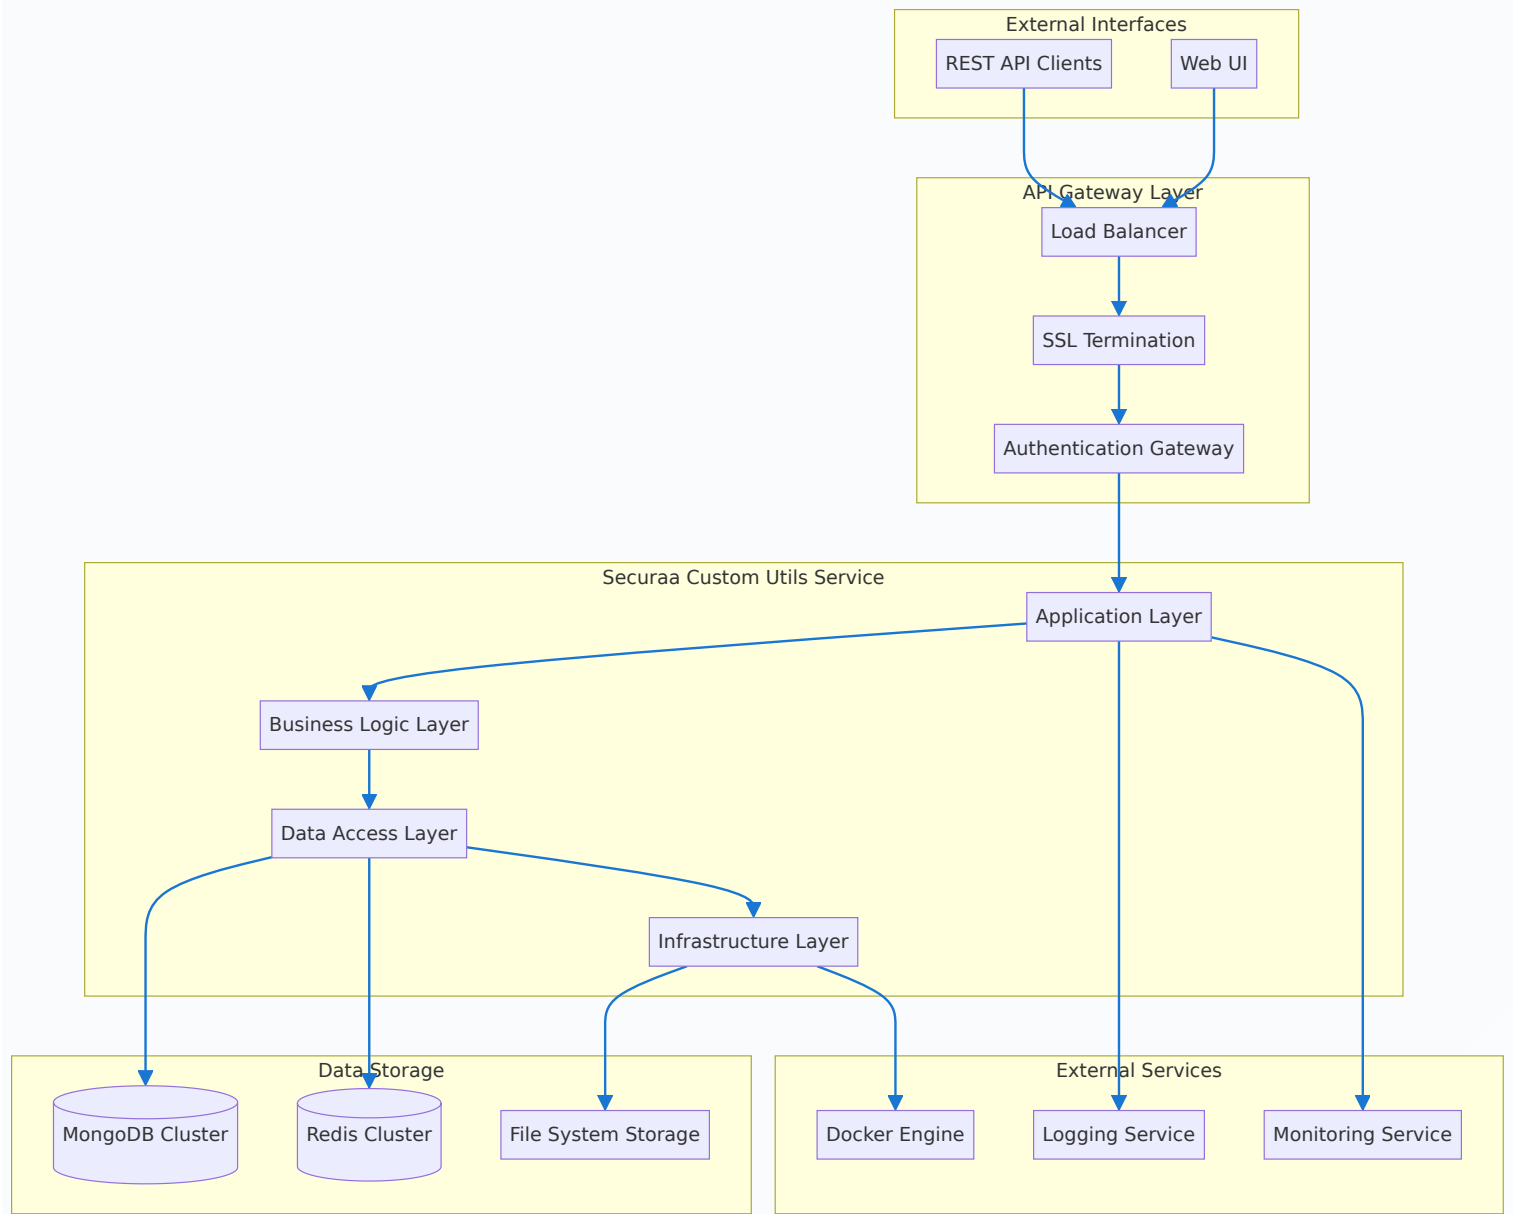 External Interfaces
REST API Clients
Web UI
API Gateway Layer
Load Balancer
SSL Termination
Authentication Gateway
Securaa Custom Utils Service
Application Layer
Business Logic Layer
Data Access Layer
Infrastructure Layer
Data Storage
External Services
MongoDB Cluster
Redis Cluster
File System Storage
Docker Engine
Logging Service
Monitoring Service